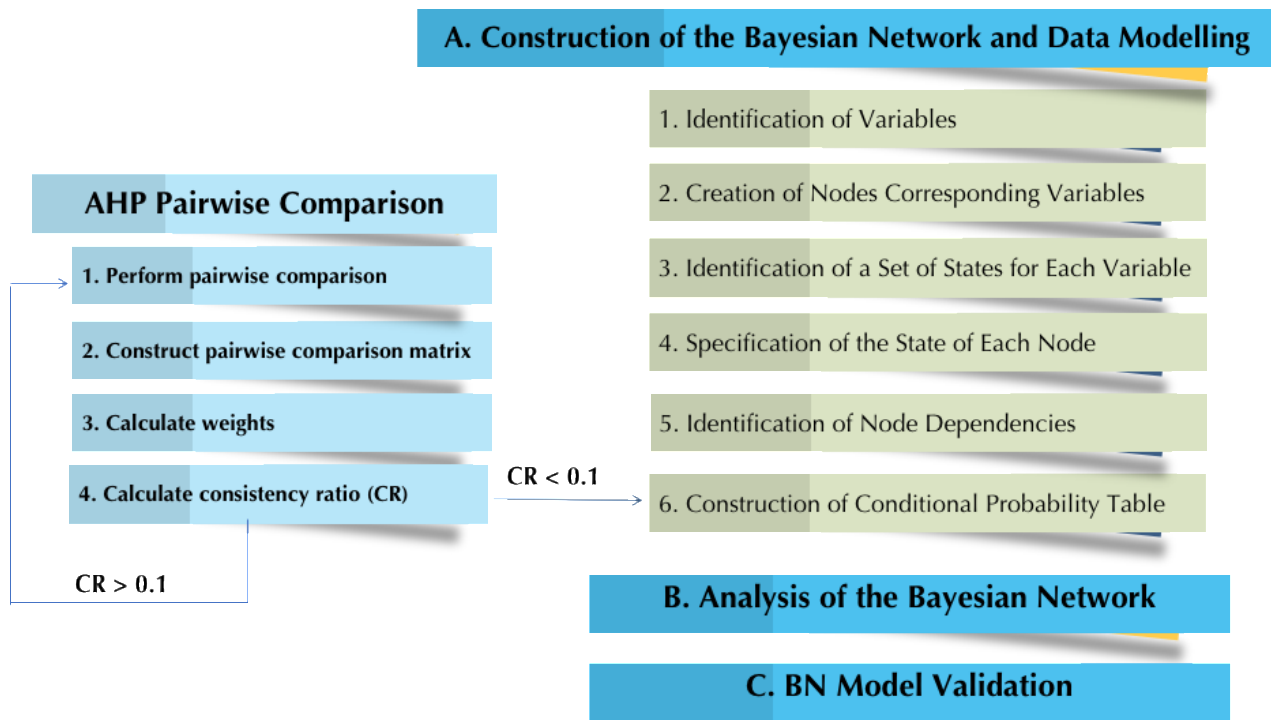 A. Construction of the Bayesian Network and Data Modelling
1. Identification of Variables
2. Creation of Nodes Corresponding Variables
3. Identification of a Set of States for Each Variable
4. Specification of the State of Each Node
5. Identification of Node Dependencies
6. Construction of Conditional Probability Table
AHP Pairwise Comparison
1. Perform pairwise comparison
2. Construct pairwise comparison matrix
3. Calculate weights
4. Calculate consistency ratio (CR)
CR < 0.1
CR > 0.1
B. Analysis of the Bayesian Network
C. BN Model Validation